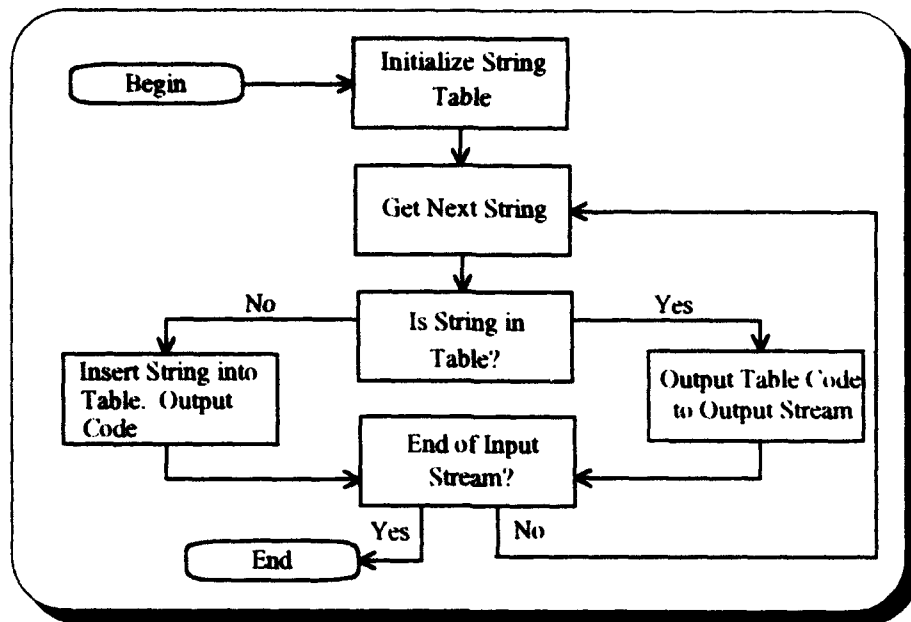 Begin
Initialize String
Table
Get Next String
No
Is String in
Table?
Yes
Insert String into
Table. Output
Code
Output Table Code
to Output Stream
End of Input
Stream?
Yes
No
End